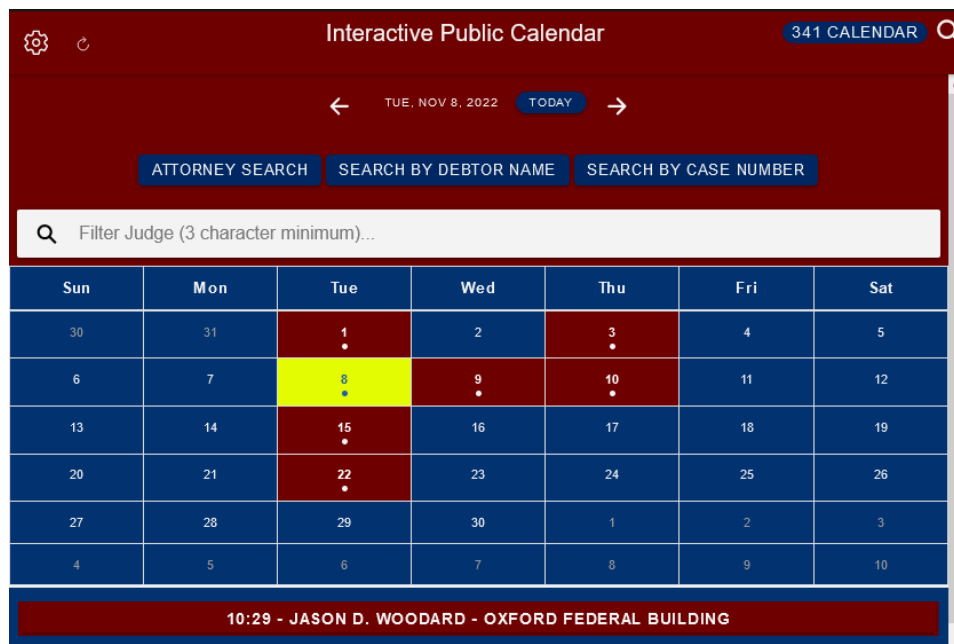 Interactive Public Calendar 341 CALENDAR
TUE, NOV 8, 2022 TODAY
ATTORNEY SEARCH SEARCH BY DEBTOR NAME SEARCH BY CASE NUMBER
Filter Judge (3 character minimum)...
Sun Mon Tue Wed Thu Fri Sat
30 31 1 2 3 4 5
6 7 8 9 10 11 12
13 14 15 16 17 18 19
20 21 22 23 24 25 26
27 28 29 30 1 2 3
4 5 6 7 8 9 10
10:29 - JASON D. WOODARD - OXFORD FEDERAL BUILDING